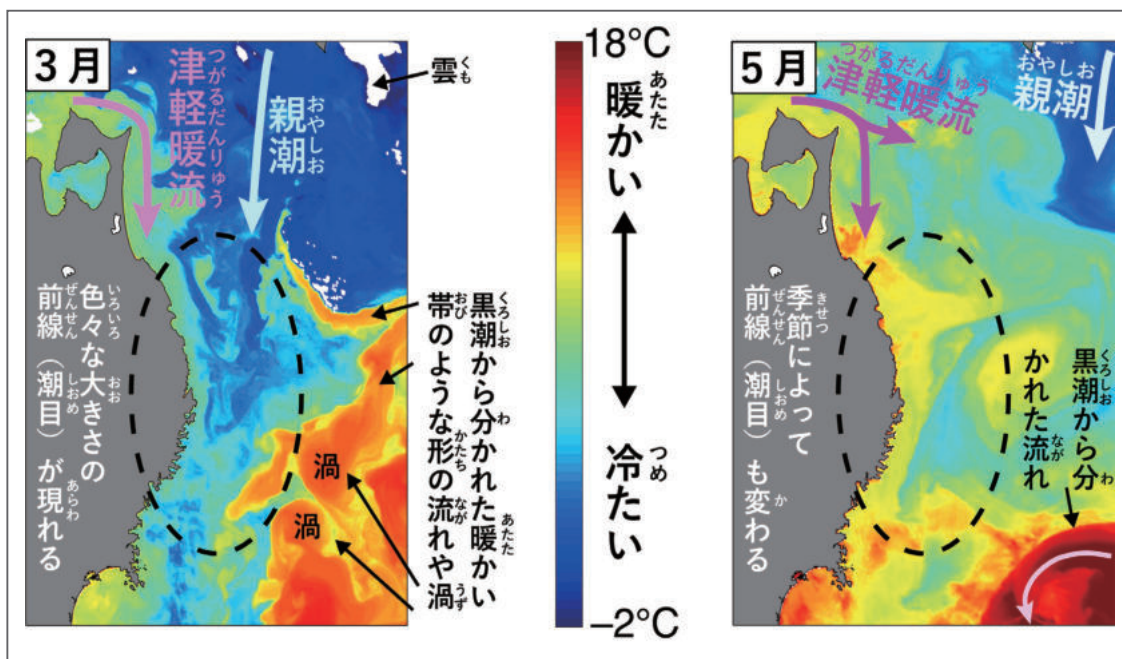 3月
津軽暖流
つがるだんりゅう
親潮
おやしお
雲
くも
色々な大きさの
いろいろ おお
前線（潮目）が現れる
ぜんせん しおめ あらわ
渦
渦
黒潮から分かれた暖かい
くろしお わ あたた
帯のような形の流れや渦
おび かたち なが うず
18°C
暖かい
あたた
冷たい
つめ
−2°C
5月
つがるだんりゅう
津軽暖流
おやしお
親潮
季節によって
きせつ
前線（潮目）も変わる
ぜんせん しおめ か
黒潮から分
くろしお わ
かれた流れ
なが